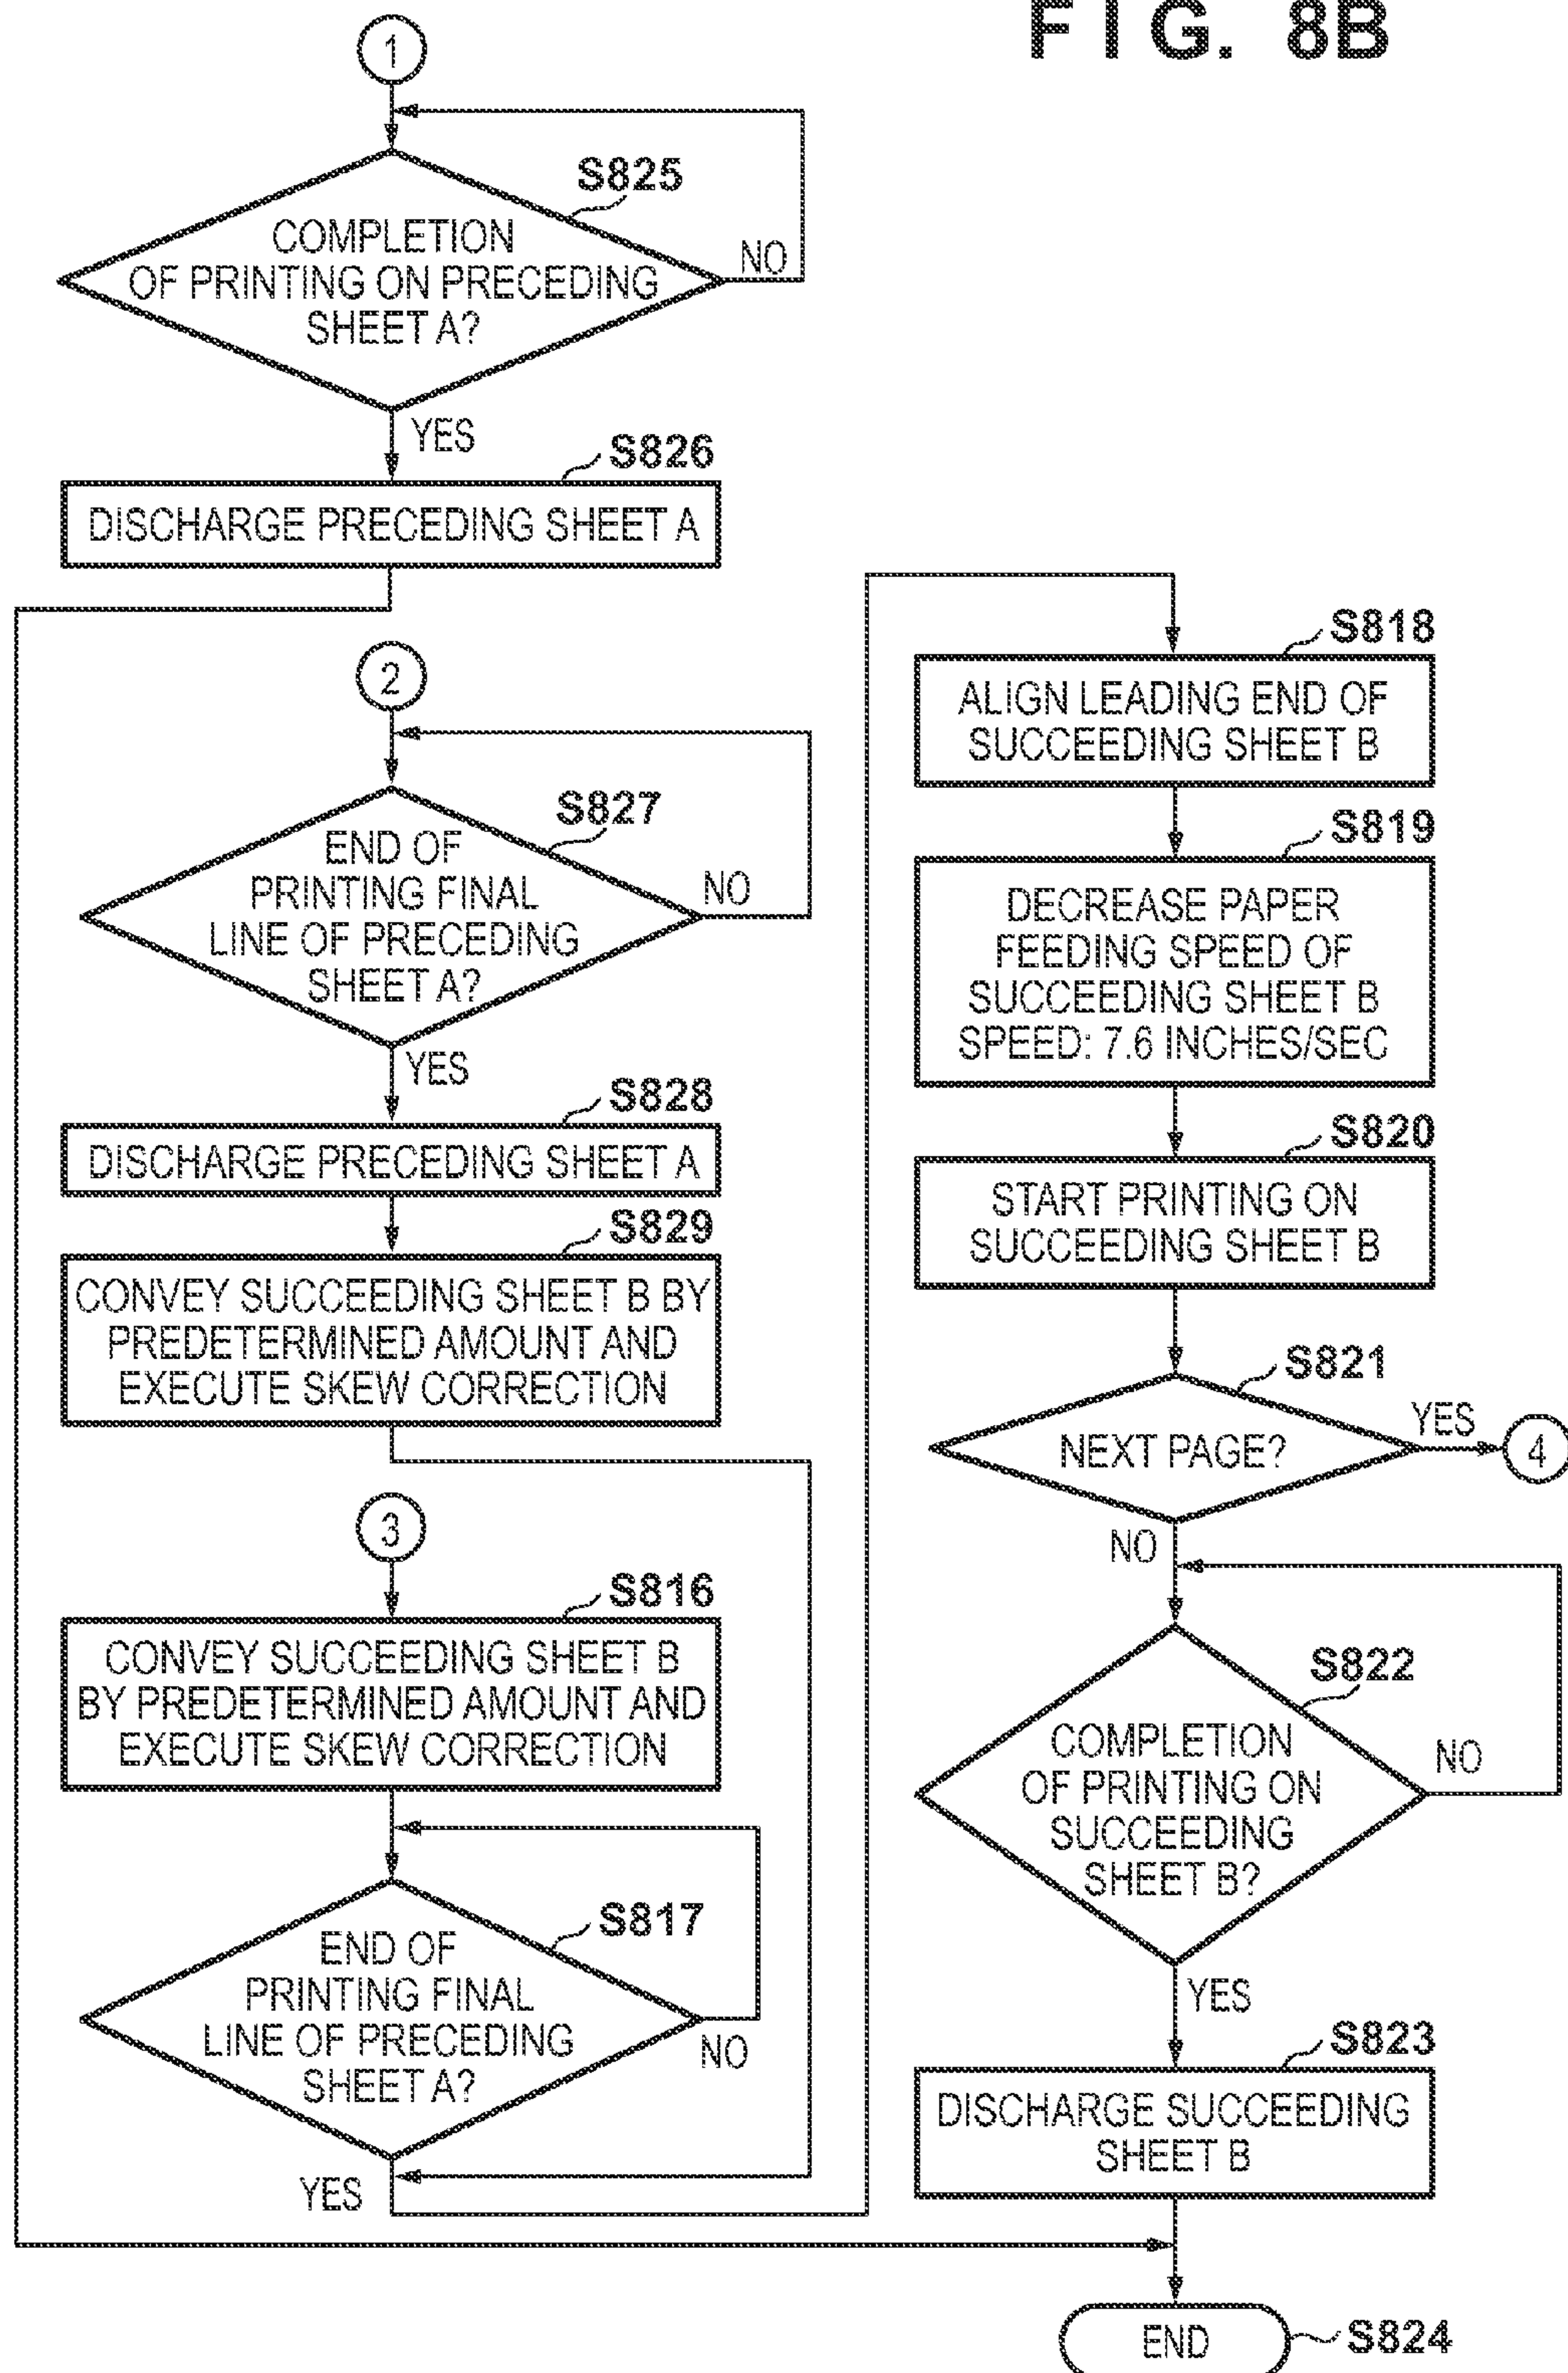 FIG. 8B
1
S825
COMPLETION
OF PRINTING ON PRECEDING
SHEET A?
NO
YES
S826
DISCHARGE PRECEDING SHEET A
2
S827
END OF
PRINTING FINAL
LINE OF PRECEDING
SHEET A?
NO
YES
S828
DISCHARGE PRECEDING SHEET A
S829
CONVEY SUCCEEDING SHEET B BY
PREDETERMINED AMOUNT AND
EXECUTE SKEW CORRECTION
3
S816
CONVEY SUCCEEDING SHEET B
BY PREDETERMINED AMOUNT AND
EXECUTE SKEW CORRECTION
S817
END OF
PRINTING FINAL
LINE OF PRECEDING
SHEET A?
NO
YES
S818
ALIGN LEADING END OF
SUCCEEDING SHEET B
S819
DECREASE PAPER
FEEDING SPEED OF
SUCCEEDING SHEET B
SPEED: 7.6 INCHES/SEC
S820
START PRINTING ON
SUCCEEDING SHEET B
S821
NEXT PAGE?
YES
4
NO
S822
COMPLETION
OF PRINTING ON
SUCCEEDING
SHEET B?
NO
YES
S823
DISCHARGE SUCCEEDING
SHEET B
END
S824